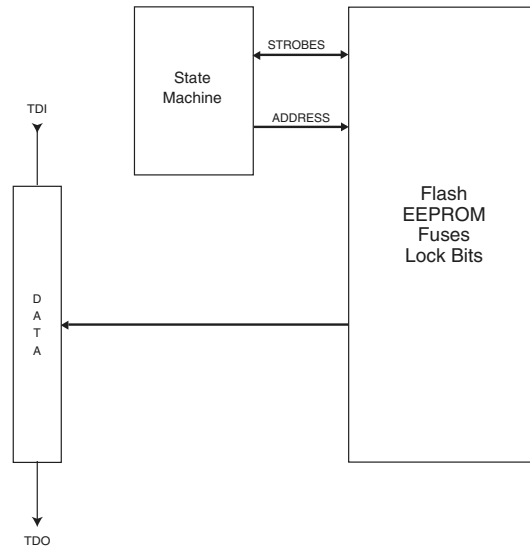 State
Machine
STROBES
ADDRESS
TDI
Flash
EEPROM
Fuses
Lock Bits
D
A
T
A
TDO